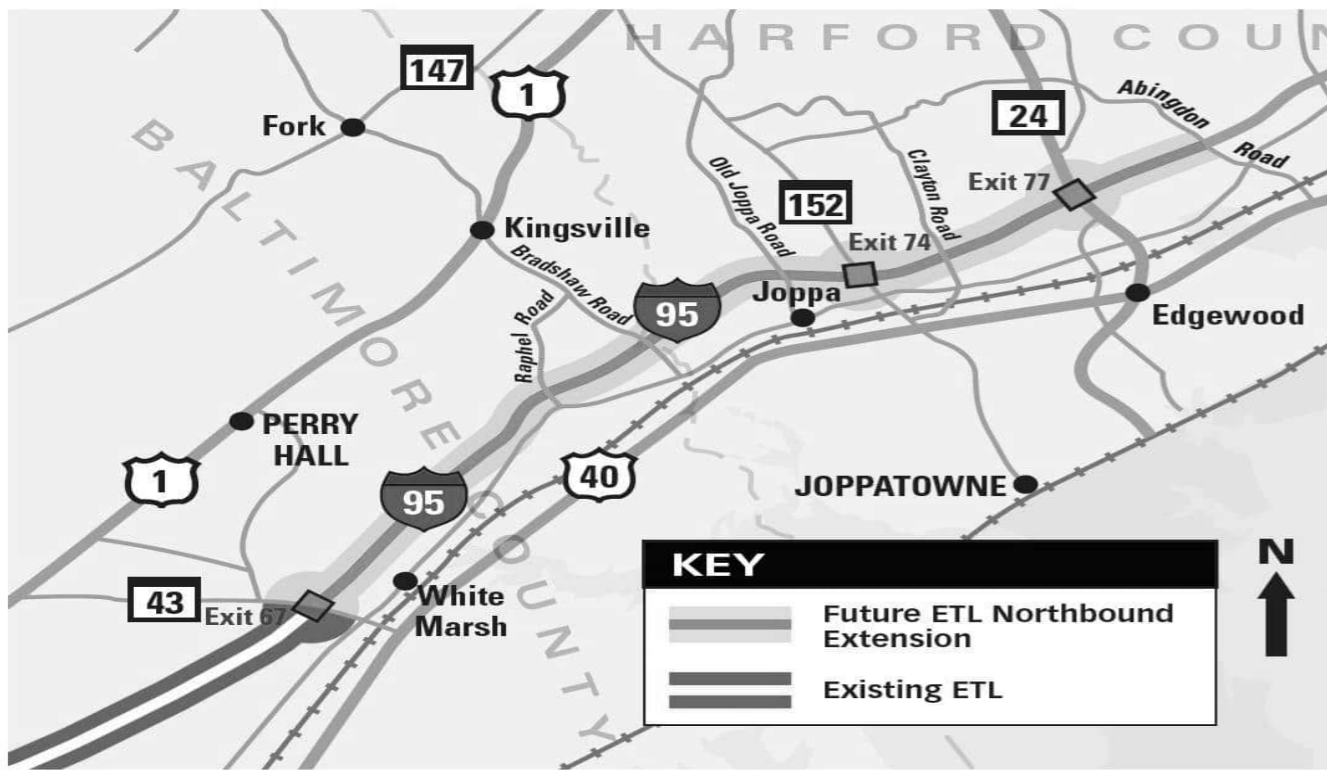 HARFORD COUN
147
1
24
Abingdon
Road
Fork
BALTIMORE COUNTY
Old Joppa Road
Clayton Road
Exit 77
152
Kingsville
Exit 74
Bradshaw Road
Raphel Road
95
Joppa
Edgewood
PERRY
HALL
1
95
40
JOPPATOWNE
43
Exit 67
White
Marsh
KEY
Future ETL Northbound
Extension
Existing ETL
N